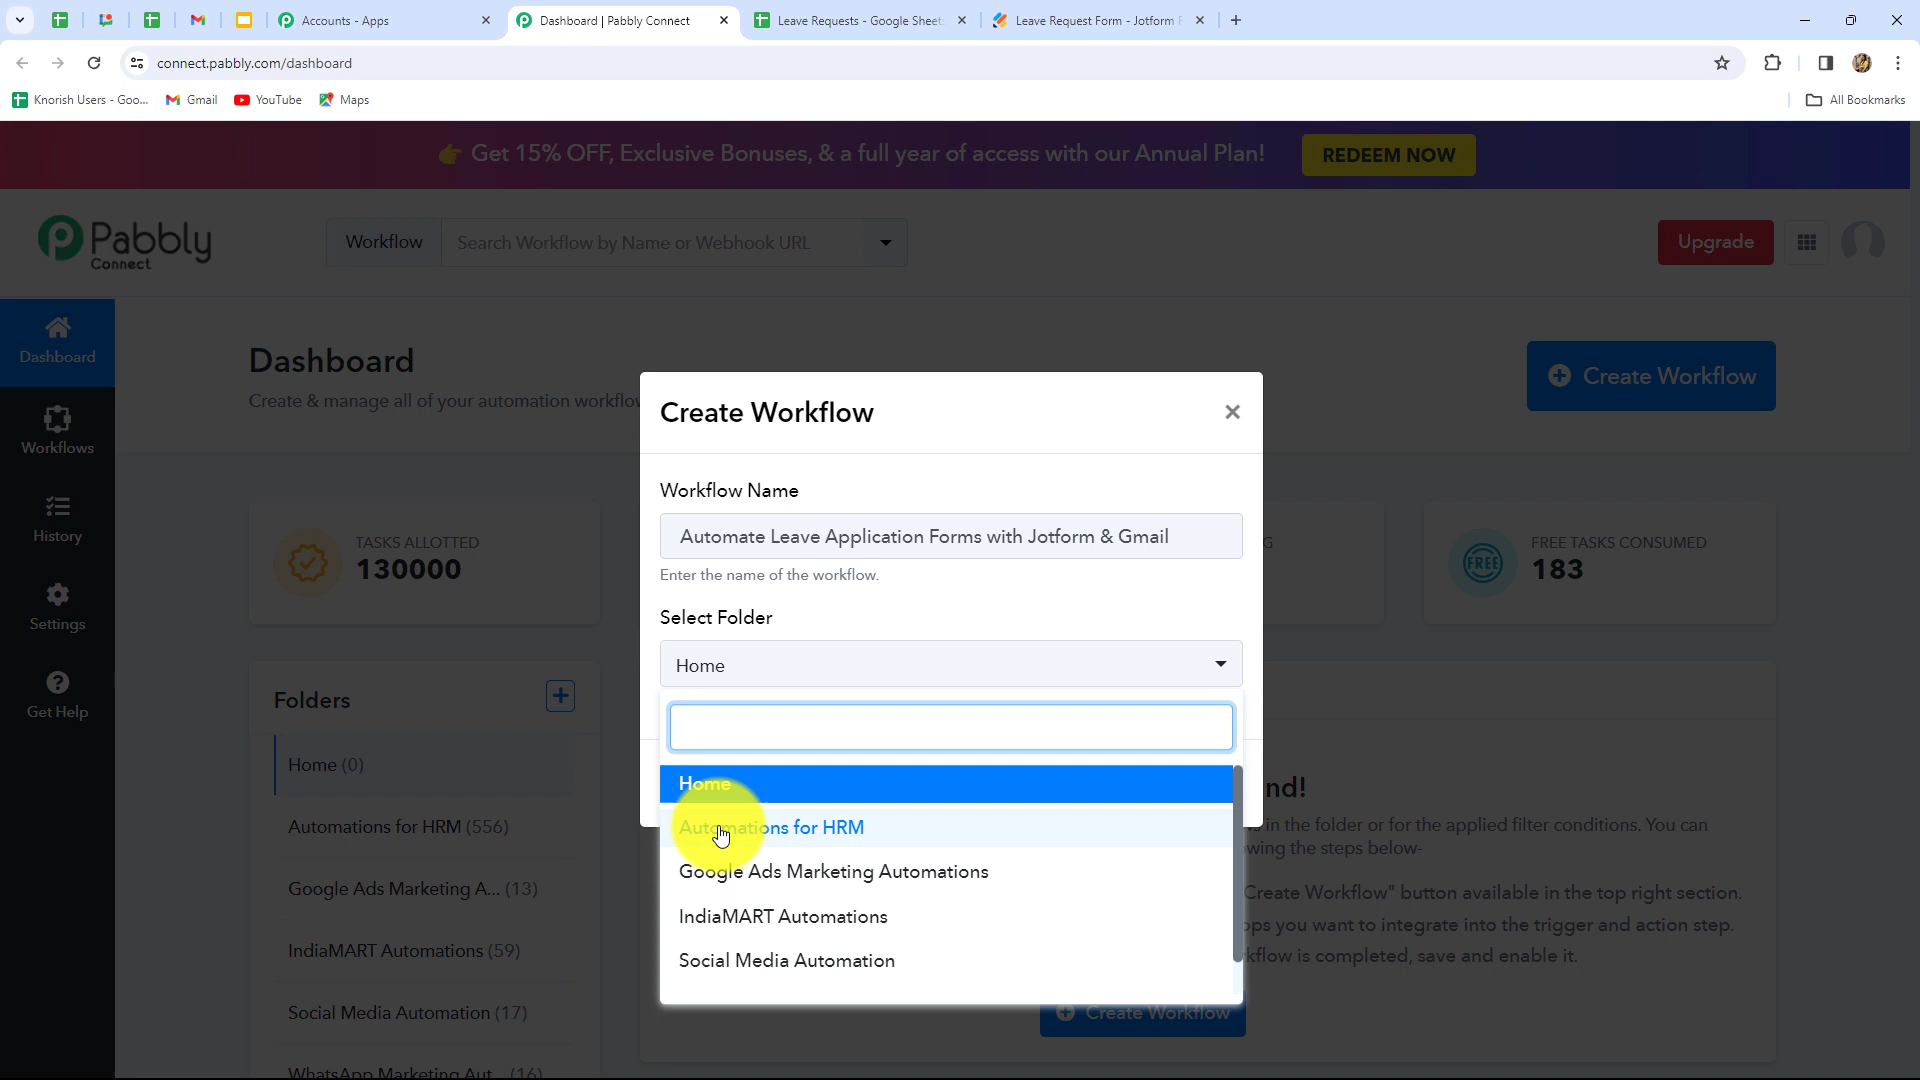 Accounts - Apps
Dashboard | Pabbly Connect
Leave Requests - Google Sheet
Leave Request Form - Jotform F
connect.pabbly.com/dashboard
Knorish Users - Goo...
Gmail
YouTube
Maps
All Bookmarks
Get 15% OFF, Exclusive Bonuses, & a full year of access with our Annual Plan!
REDEEM NOW
Pabbly
Connect
Workflow
Search Workflow by Name or Webhook URL
Upgrade
Dashboard
Workflows
History
Settings
Get Help
Dashboard
Create & manage all of your automation workflow
Create Workflow
TASKS ALLOTTED
130000
G
FREE TASKS CONSUMED
FREE
183
Folders
Home (0)
Automations for HRM (556)
Google Ads Marketing A... (13)
IndiaMART Automations (59)
Social Media Automation (17)
WhatsApp Marketing Aut... (16)
Create Workflow
Workflow Name
Automate Leave Application Forms with Jotform & Gmail
Enter the name of the workflow.
Select Folder
Home
Home
Automations for HRM
Google Ads Marketing Automations
IndiaMART Automations
Social Media Automation
nd!
s in the folder or for the applied filter conditions. You can
wing the steps below-
Create Workflow" button available in the top right section.
ops you want to integrate into the trigger and action step.
kflow is completed, save and enable it.
Create Workflow